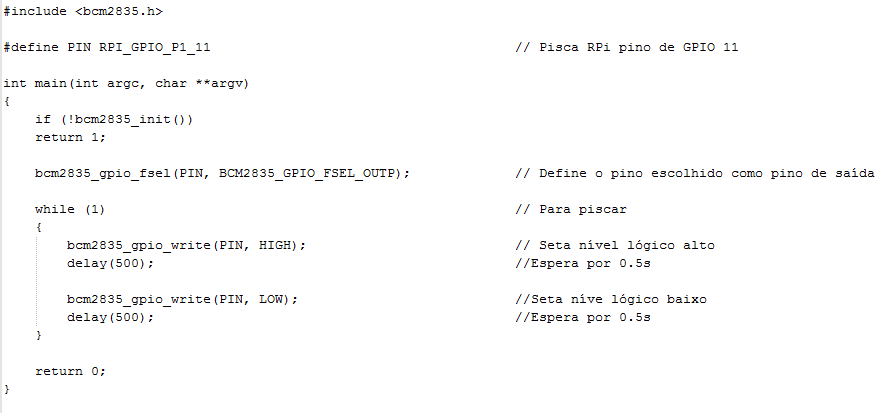 #include <bcm2835.h>
#define PIN RPI_GPIO_P1_11 // Pisca RPi pino de GPIO 11
int main(int argc, char **argv)
{
if (!bcm2835_init())
return 1;
bcm2835_gpio_fsel(PIN, BCM2835_GPIO_FSEL_OUTP); // Define o pino escolhido como pino de saída
while (1) // Para piscar
{
bcm2835_gpio_write(PIN, HIGH); // Seta nível lógico alto
delay(500); //Espera por 0.5s
bcm2835_gpio_write(PIN, LOW); //Seta níve lógico baixo
delay(500); //Espera por 0.5s
}
return 0;
}